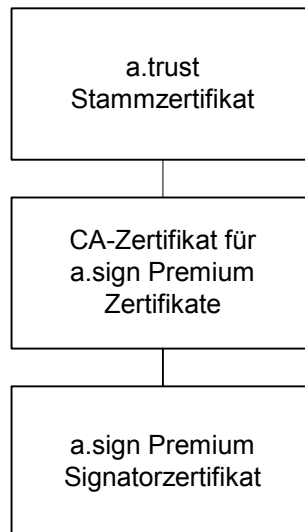 a.trust
Stammzertifikat
CA-Zertifikat für
a.sign Premium
Zertifikate
a.sign Premium
Signatorzertifikat